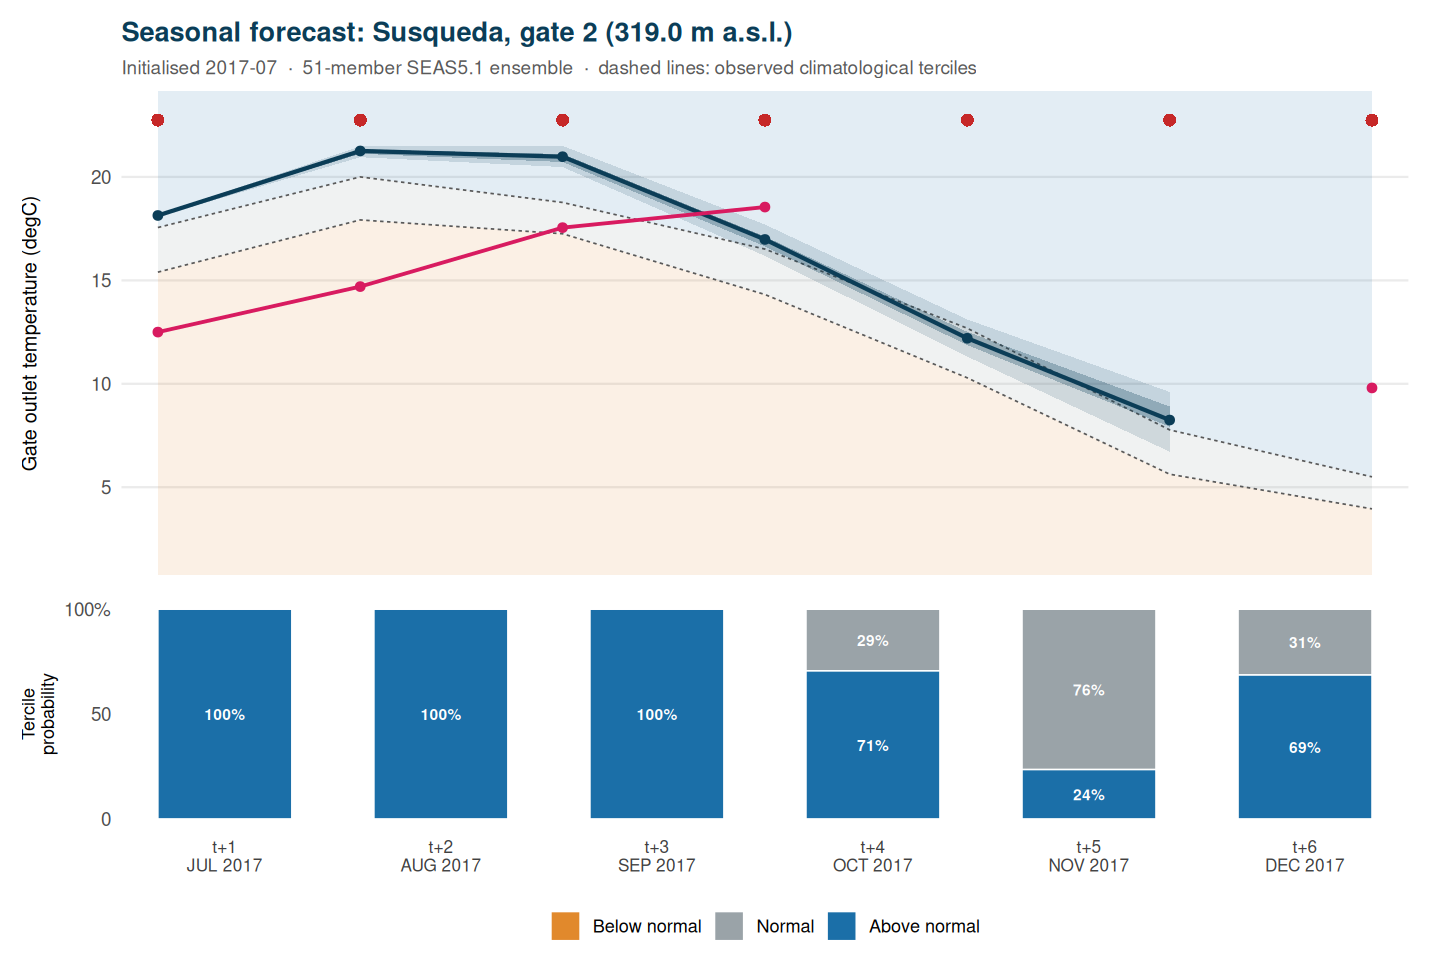 Seasonal forecast: Susqueda, gate 2 (319.0 m a.s.l.)
Initialised 2017-07 · 51-member SEAS5.1 ensemble · dashed lines: observed climatological terciles
Gate outlet temperature (degC)
20
15
10
5
Tercile
probability
100%
50
0
100%
100%
100%
29%
71%
76%
24%
31%
69%
t+1
JUL 2017
t+2
AUG 2017
t+3
SEP 2017
t+4
OCT 2017
t+5
NOV 2017
t+6
DEC 2017
Below normal
Normal
Above normal